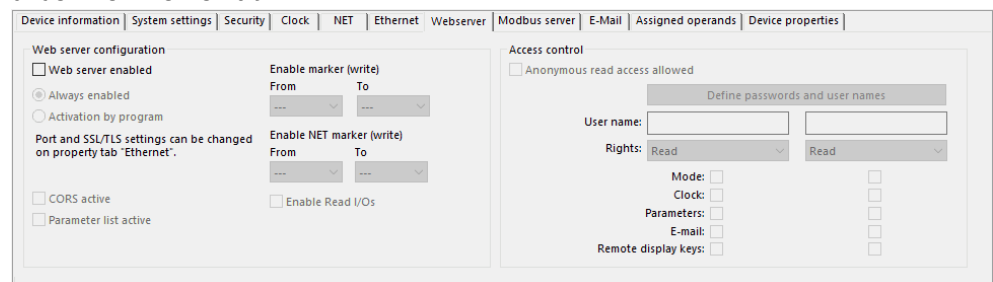 Device information System settings Security Clock NET Ethernet Webserver Modbus server E-Mail Assigned operands Device properties
Web server configuration
Web server enabled
Always enabled
Activation by program
Port and SSL/TLS settings can be changed
on property tab "Ethernet".
CORS active
Parameter list active
Enable marker (write)
From To
--- ---
Enable NET marker (write)
From To
--- ---
Enable Read I/Os
Access control
Anonymous read access allowed
Define passwords and user names
User name:
Rights: Read Read
Mode:
Clock:
Parameters:
E-mail:
Remote display keys: